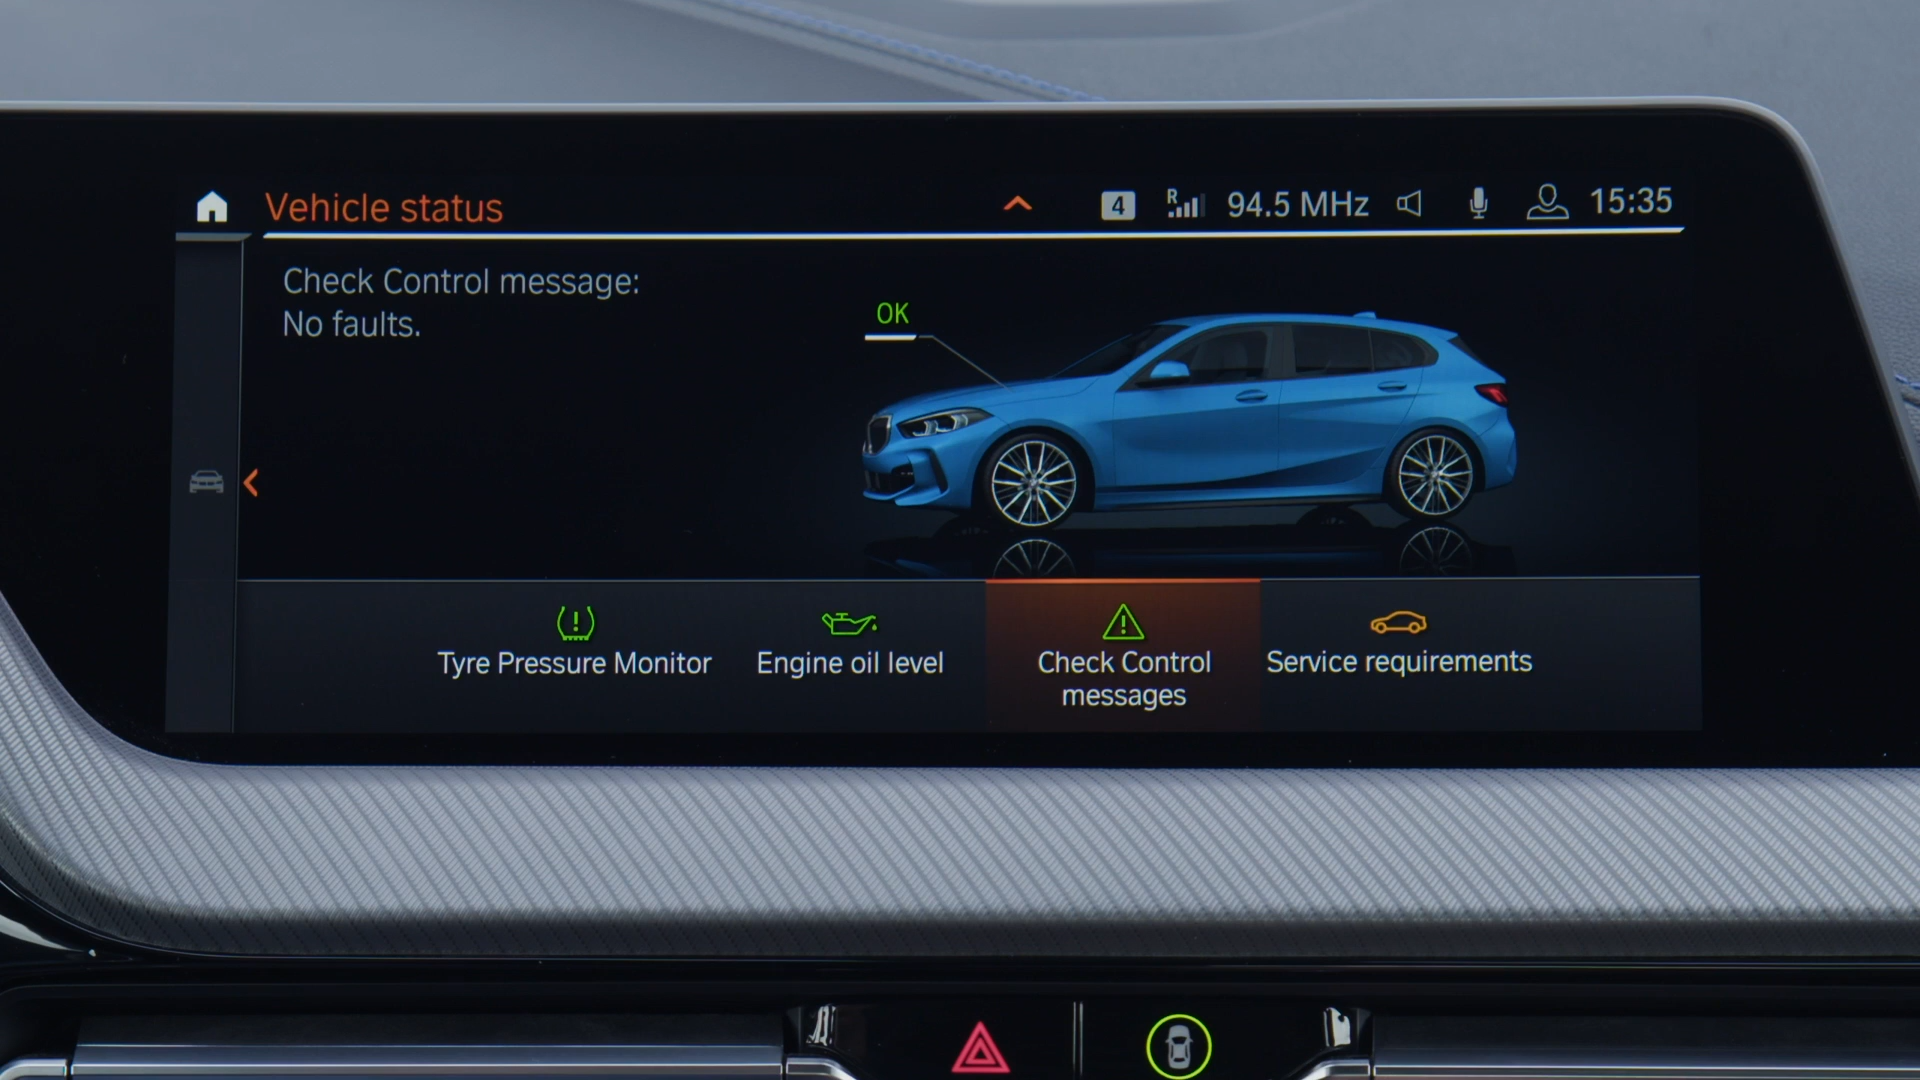 Vehicle status
4
R
94.5 MHz
15:35
Check Control message:
No faults.
OK
Tyre Pressure Monitor
Engine oil level
Check Control
messages
Service requirements